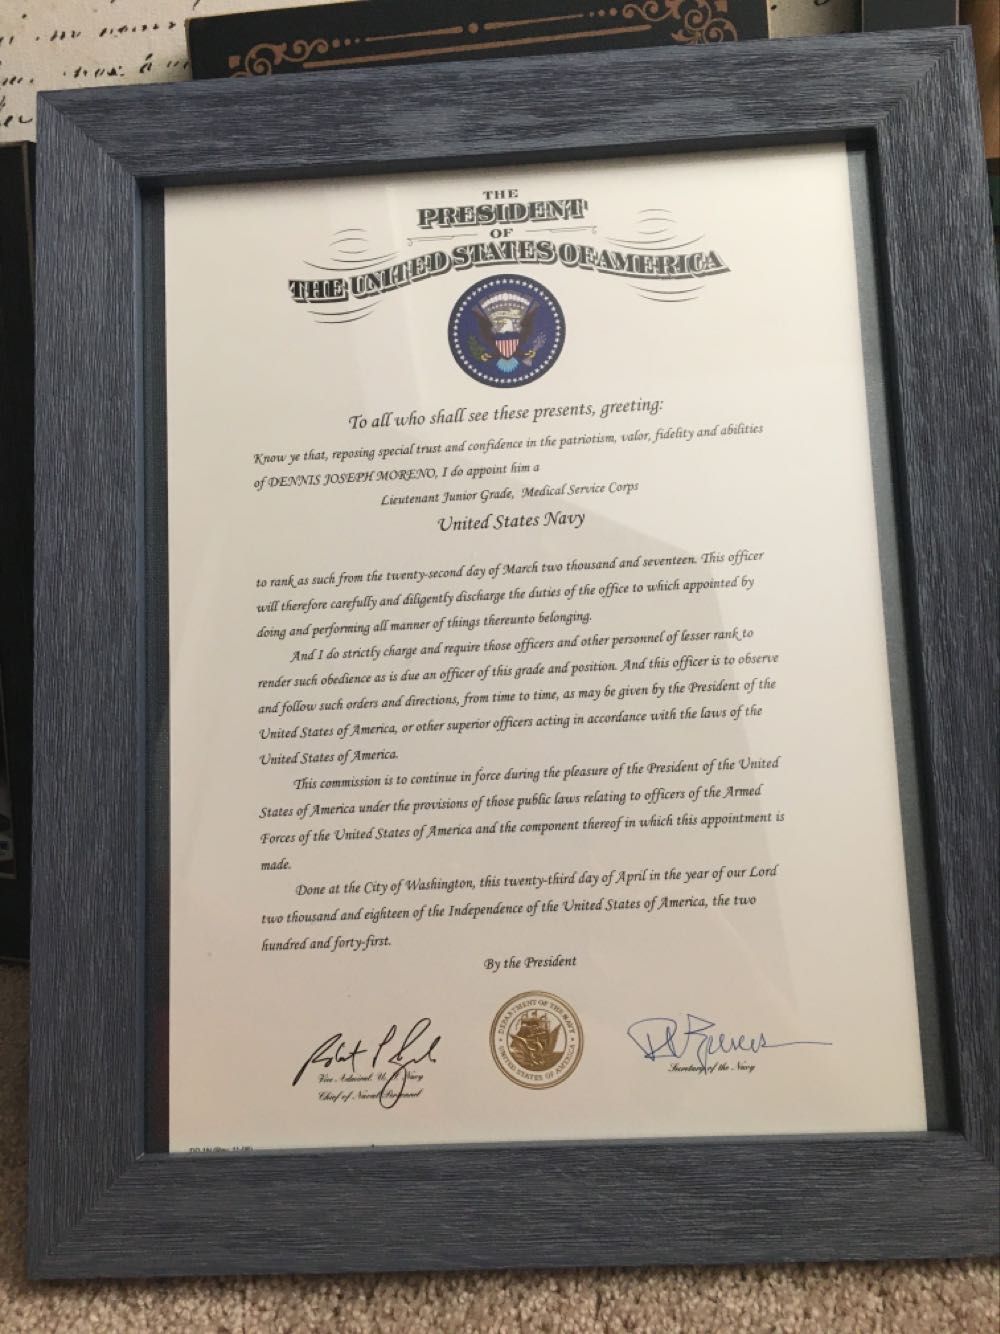 THE
PRESIDENT
OF
THE UNITED STATES OF AMERICA
To all who shall see these presents, greeting:
Know ye that, reposing special trust and confidence in the patriotism, valor, fidelity and abilities
of DENNIS JOSEPH MORENO, I do appoint him a
Lieutenant Junior Grade, Medical Service Corps
United States Navy
to rank as such from the twenty-second day of March two thousand and seventeen. This officer
will therefore carefully and diligently discharge the duties of the office to which appointed by
doing and performing all manner of things thereunto belonging.
And I do strictly charge and require those officers and other personnel of lesser rank to
render such obedience as is due an officer of this grade and position. And this officer is to observe
and follow such orders and directions, from time to time, as may be given by the President of the
United States of America, or other superior officers acting in accordance with the laws of the
United States of America.
This commission is to continue in force during the pleasure of the President of the United
States of America under the provisions of those public laws relating to officers of the Armed
Forces of the United States of America and the component thereof in which this appointment is
made.
Done at the City of Washington, this twenty-third day of April in the year of our Lord
two thousand and eighteen of the Independence of the United States of America, the two
hundred and forty-first.
By the President
DEPARTMENT OF THE NAVY
UNITED STATES OF AMERICA
Vice Admiral, U.S. Navy
Chief of Naval Personnel
Secretary of the Navy